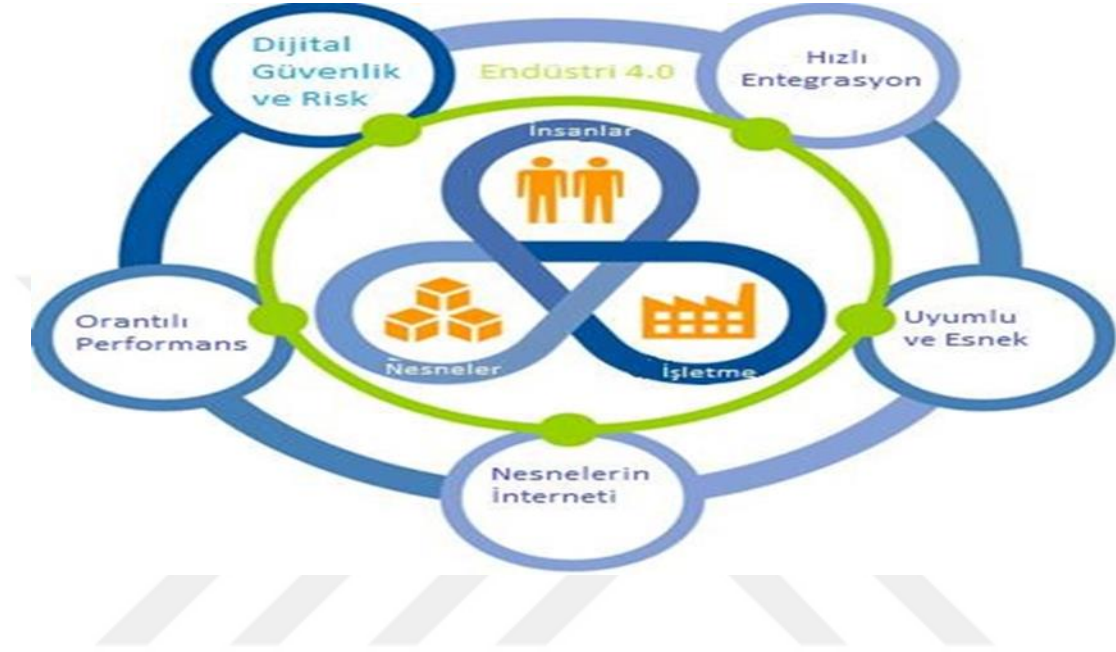 Dijital
Güvenlik
ve Risk
Endüstri 4.0
Hızlı
Entegrasyon
İnsanlar
Orantılı
Performans
Uyumlu
ve Esnek
Nesneler
İşletme
Nesnelerin
İnterneti